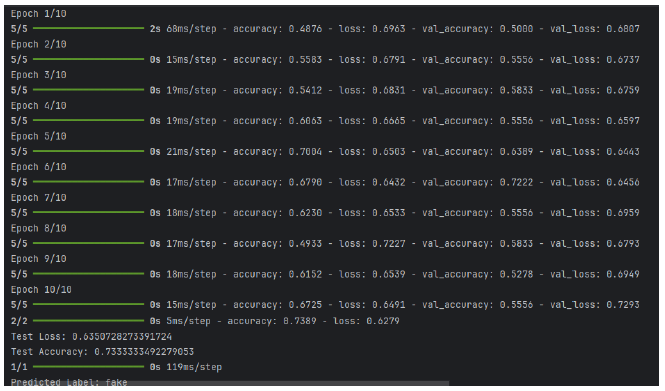 Epoch 1/10
5/5 2s 68ms/step - accuracy: 0.4876 - loss: 0.6963 - val_accuracy: 0.5000 - val_loss: 0.6807
Epoch 2/10
5/5 0s 15ms/step - accuracy: 0.5583 - loss: 0.6791 - val_accuracy: 0.5556 - val_loss: 0.6737
Epoch 3/10
5/5 0s 19ms/step - accuracy: 0.5412 - loss: 0.6831 - val_accuracy: 0.5833 - val_loss: 0.6759
Epoch 4/10
5/5 0s 19ms/step - accuracy: 0.6063 - loss: 0.6665 - val_accuracy: 0.5556 - val_loss: 0.6597
Epoch 5/10
5/5 0s 21ms/step - accuracy: 0.7004 - loss: 0.6503 - val_accuracy: 0.6389 - val_loss: 0.6443
Epoch 6/10
5/5 0s 17ms/step - accuracy: 0.6790 - loss: 0.6432 - val_accuracy: 0.7222 - val_loss: 0.6456
Epoch 7/10
5/5 0s 18ms/step - accuracy: 0.6230 - loss: 0.6533 - val_accuracy: 0.5556 - val_loss: 0.6959
Epoch 8/10
5/5 0s 17ms/step - accuracy: 0.4933 - loss: 0.7227 - val_accuracy: 0.5833 - val_loss: 0.6793
Epoch 9/10
5/5 0s 18ms/step - accuracy: 0.6152 - loss: 0.6539 - val_accuracy: 0.5278 - val_loss: 0.6949
Epoch 10/10
5/5 0s 15ms/step - accuracy: 0.6725 - loss: 0.6491 - val_accuracy: 0.5556 - val_loss: 0.7293
2/2 0s 5ms/step - accuracy: 0.7389 - loss: 0.6279
Test Loss: 0.6350728273391724
Test Accuracy: 0.7333333492279053
1/1 0s 119ms/step
Predicted Label: fake